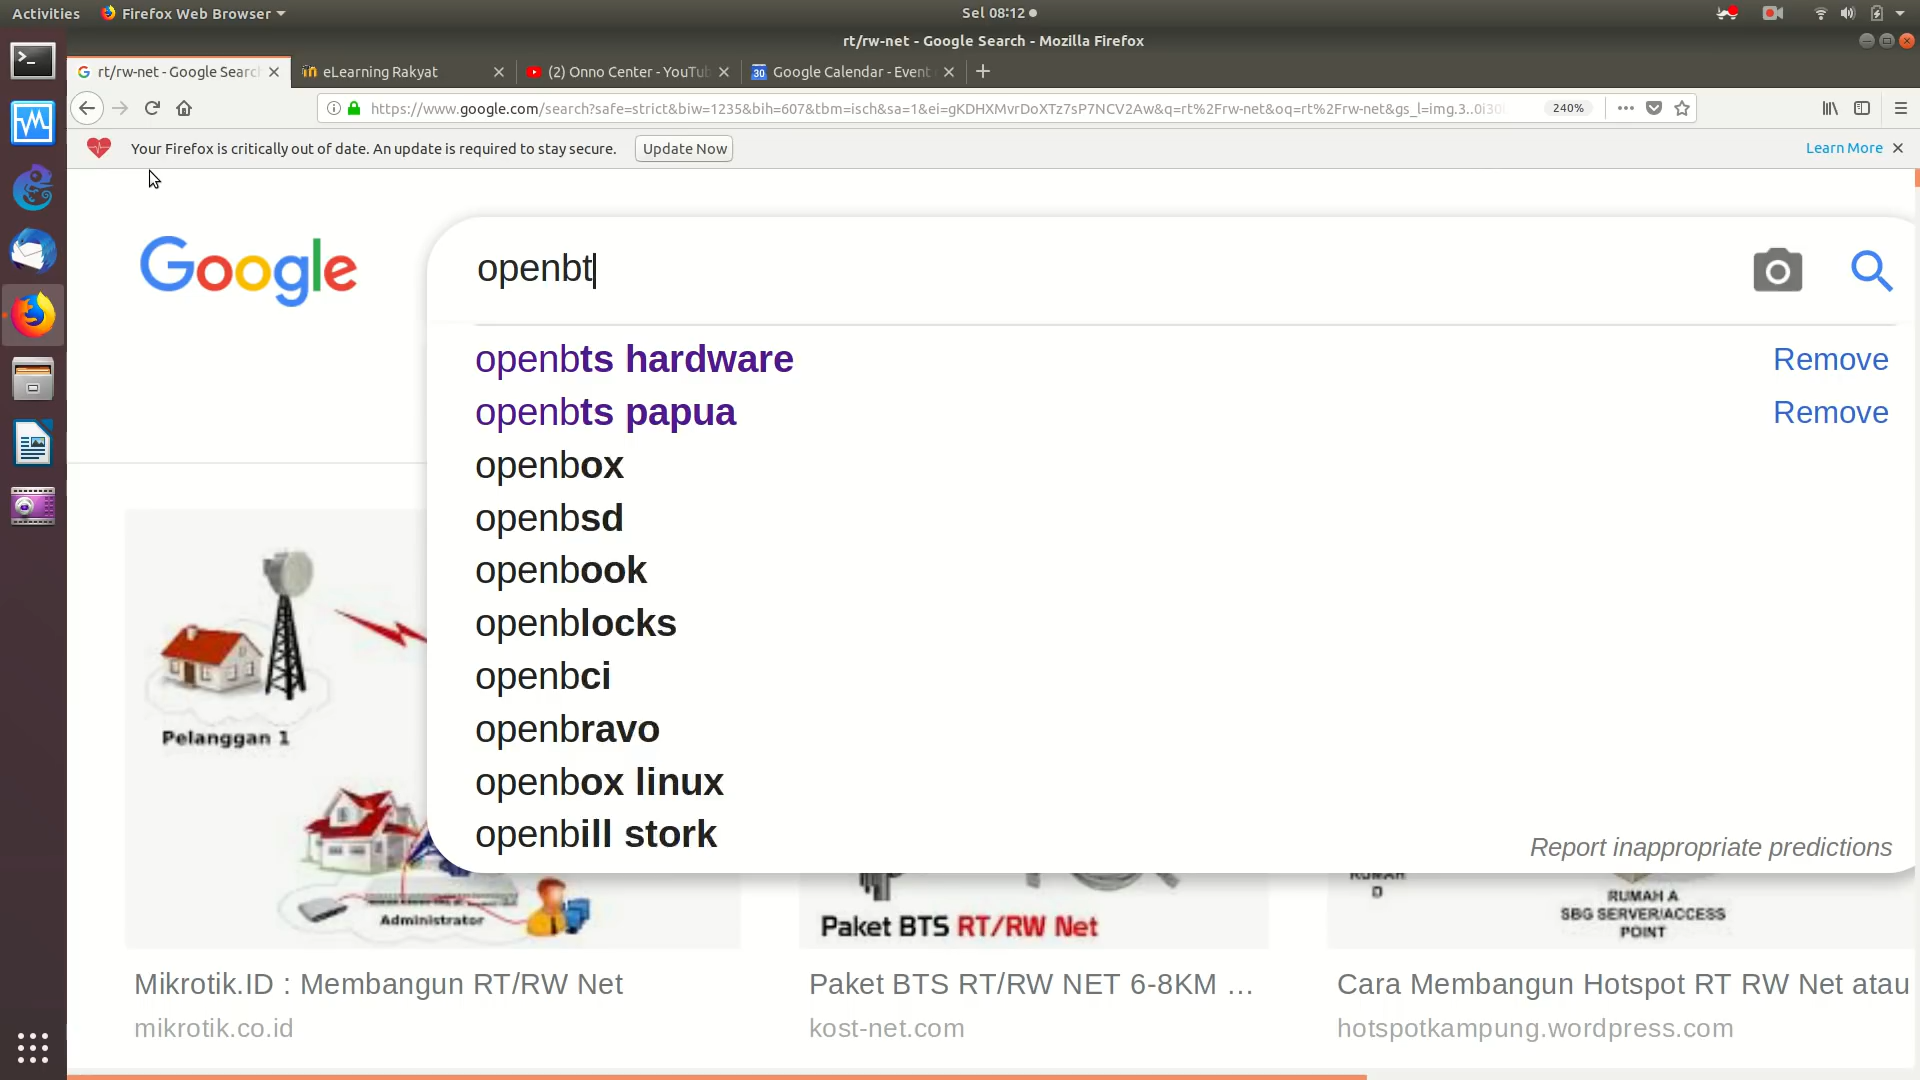 Activities
Firefox Web Browser
Sel 08:12
rt/rw-net - Google Search - Mozilla Firefox
rt/rw-net - Google Search
eLearning Rakyat
(2) Onno Center - YouTub
Google Calendar - Event
https://www.google.com/search?safe=strict&biw=1235&bih=607&tbm=isch&sa=1&ei=gKDHXMvrDoXTz7sP7NCV2Aw&q=rt%2Frw-net&oq=rt%2Frw-net&gs_l=img.3..0i30l
240%
Your Firefox is critically out of date. An update is required to stay secure.
Update Now
Learn More
Google
openbt
openbts hardware
Remove
openbts papua
Remove
openbox
openbsd
openbook
openblocks
openbci
openbravo
openbox linux
openbill stork
Report inappropriate predictions
Pelanggan 1
Administrator
Paket BTS RT/RW Net
RUMAH
D
RUMAH A
SBG SERVER/ACCESS
POINT
Mikrotik.ID : Membangun RT/RW Net
mikrotik.co.id
Paket BTS RT/RW NET 6-8KM ...
kost-net.com
Cara Membangun Hotspot RT RW Net atau
hotspotkampung.wordpress.com